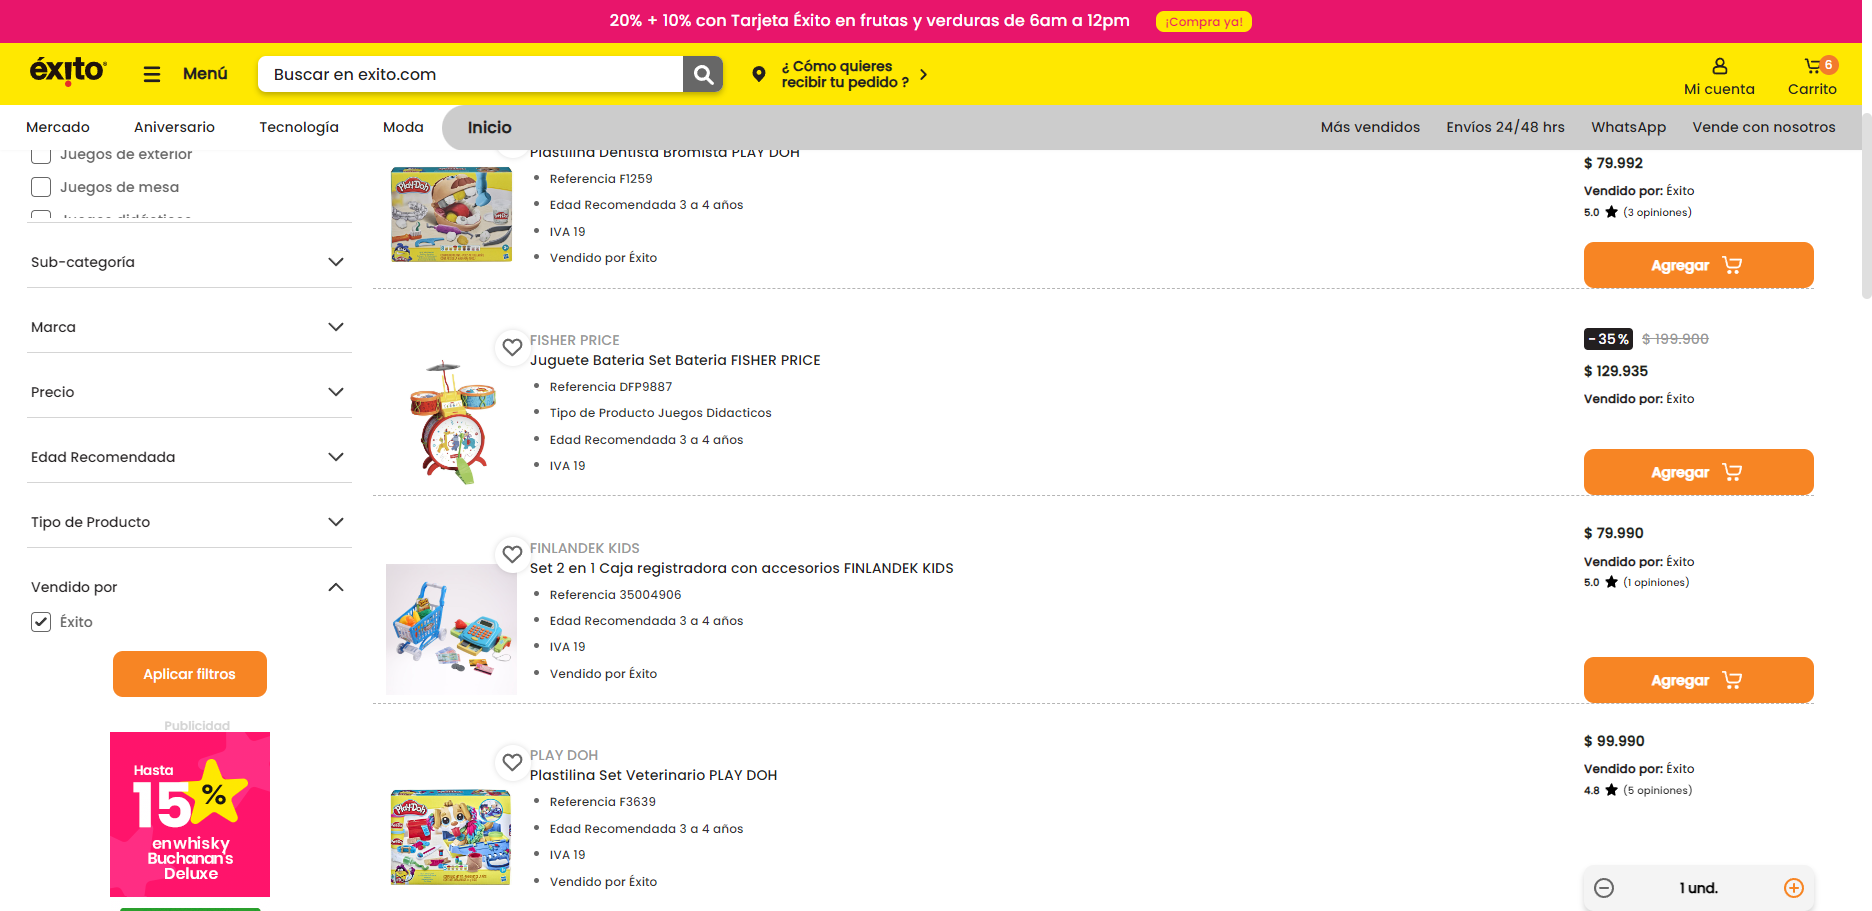 20% + 10% con Tarjeta Éxito en frutas y verduras de 6am a 12pm
¡Compra ya!
éxito
Menú
Buscar en exito.com
¿ Cómo quieres
recibir tu pedido ?
Mi cuenta
6
Carrito
Mercado
Aniversario
Tecnología
Moda
Inicio
Más vendidos
Envíos 24/48 hrs
WhatsApp
Vende con nosotros
Juegos de exterior
Juegos de mesa
Juegos didácticos
Sub-categoría
Marca
Precio
Edad Recomendada
Tipo de Producto
Vendido por
Éxito
Aplicar filtros
Publicidad
Hasta
15%
en whisky
Buchanan's
Deluxe
Plastilina Dentista Bromista PLAY DOH
Play-Doh
Referencia F1259
Edad Recomendada 3 a 4 años
IVA 19
Vendido por Éxito
$ 79.992
Vendido por: Éxito
5.0 (3 opiniones)
Agregar
FISHER PRICE
Juguete Bateria Set Bateria FISHER PRICE
Referencia DFP9887
Tipo de Producto Juegos Didacticos
Edad Recomendada 3 a 4 años
IVA 19
-35% $ 199.900
$ 129.935
Vendido por: Éxito
Agregar
FINLANDEK KIDS
Set 2 en 1 Caja registradora con accesorios FINLANDEK KIDS
Referencia 35004906
Edad Recomendada 3 a 4 años
IVA 19
Vendido por Éxito
$ 79.990
Vendido por: Éxito
5.0 (1 opiniones)
Agregar
PLAY DOH
Plastilina Set Veterinario PLAY DOH
Play-Doh
Referencia F3639
Edad Recomendada 3 a 4 años
IVA 19
Vendido por Éxito
$ 99.990
Vendido por: Éxito
4.8 (5 opiniones)
1 und.